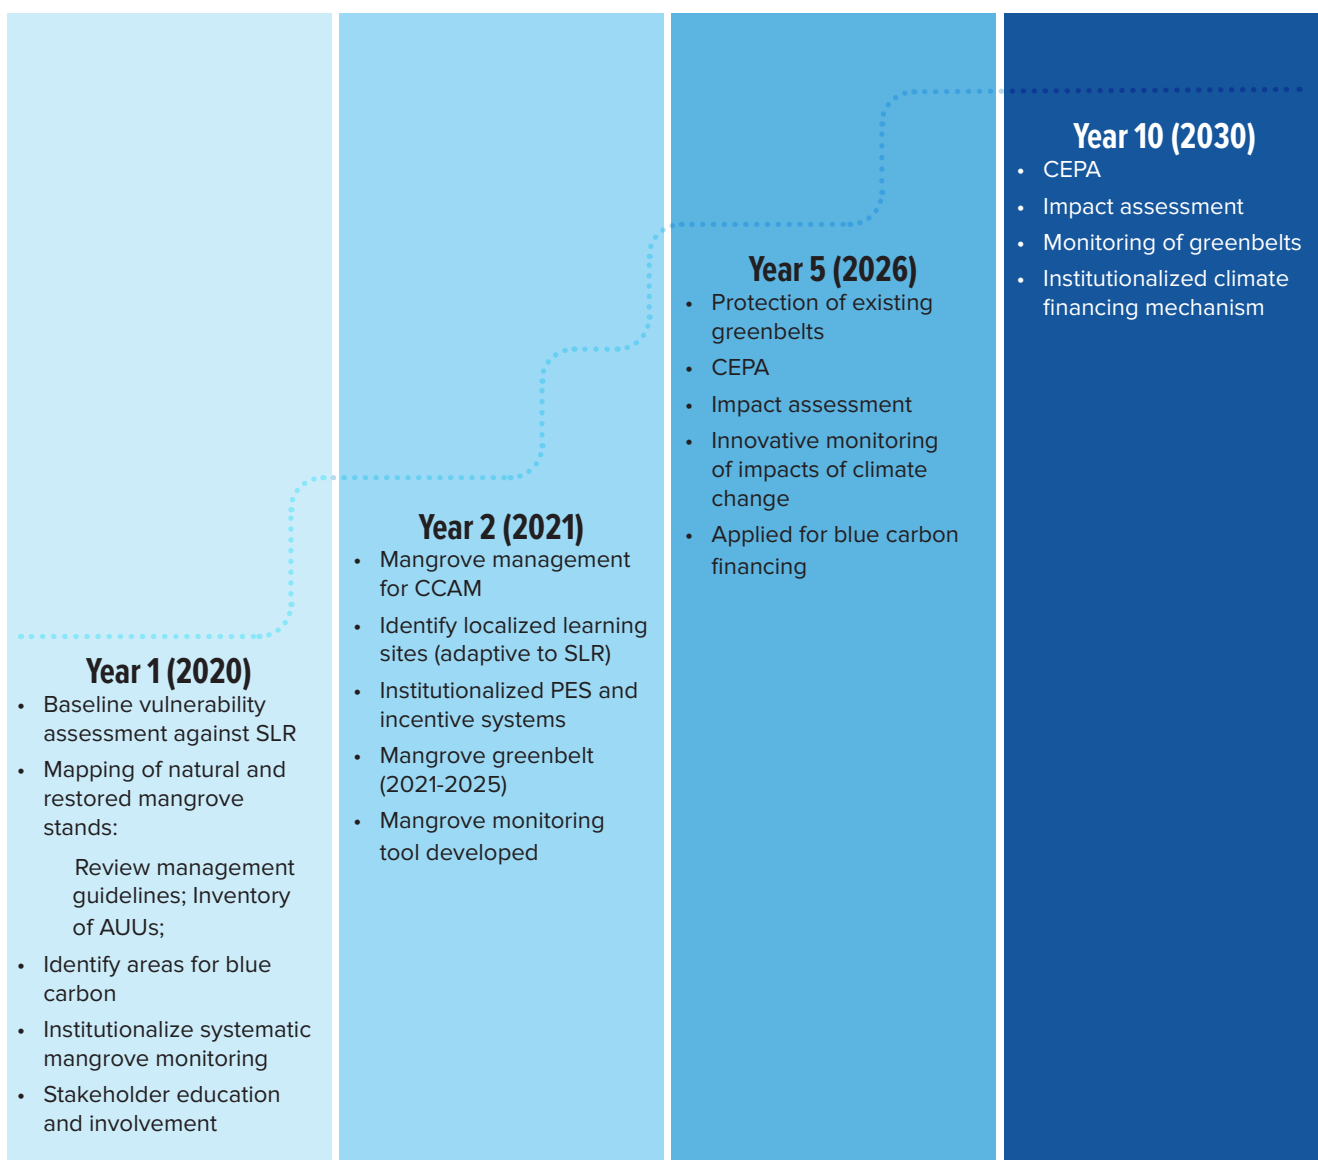 Year 1 (2020)
• Baseline vulnerability
assessment against SLR
• Mapping of natural and
restored mangrove
stands:
Review management
guidelines; Inventory
of AUUs;
• Identify areas for blue
carbon
• Institutionalize systematic
mangrove monitoring
• Stakeholder education
and involvement
Year 2 (2021)
• Mangrove management
for CCAM
• Identify localized learning
sites (adaptive to SLR)
• Institutionalized PES and
incentive systems
• Mangrove greenbelt
(2021-2025)
• Mangrove monitoring
tool developed
Year 5 (2026)
• Protection of existing
greenbelts
• CEPA
• Impact assessment
• Innovative monitoring
of impacts of climate
change
• Applied for blue carbon
financing
Year 10 (2030)
• CEPA
• Impact assessment
• Monitoring of greenbelts
• Institutionalized climate
financing mechanism